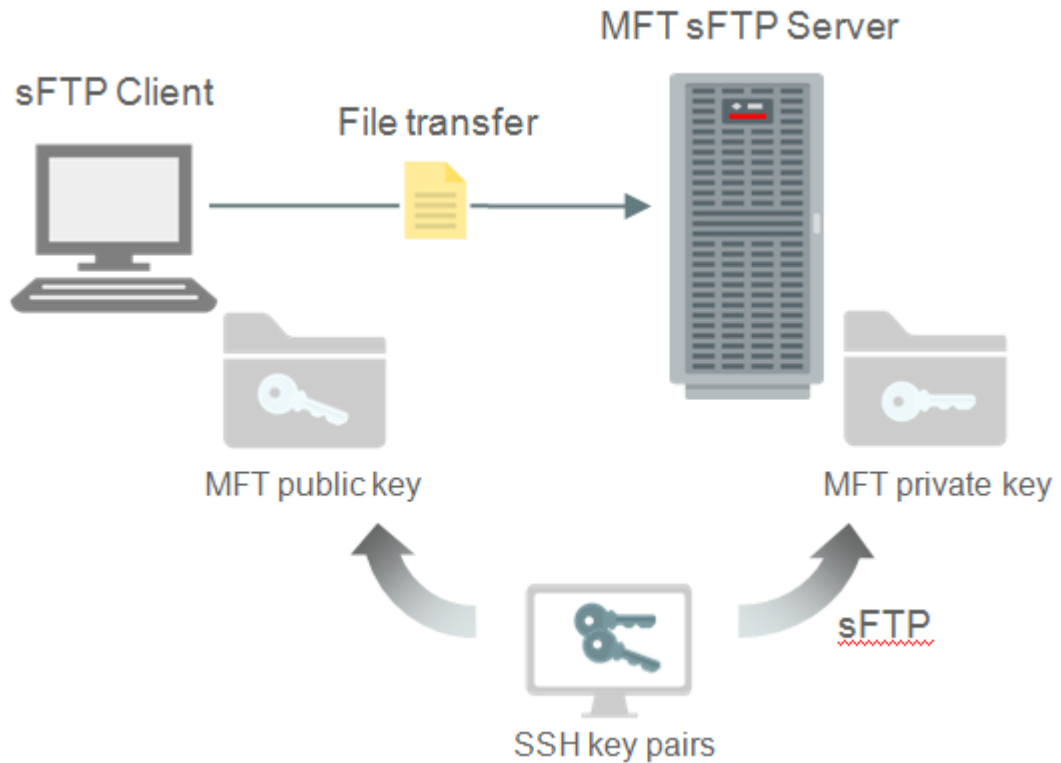 MFT sFTP Server
sFTP Client
File transfer
MFT public key
MFT private key
sFTP
SSH key pairs